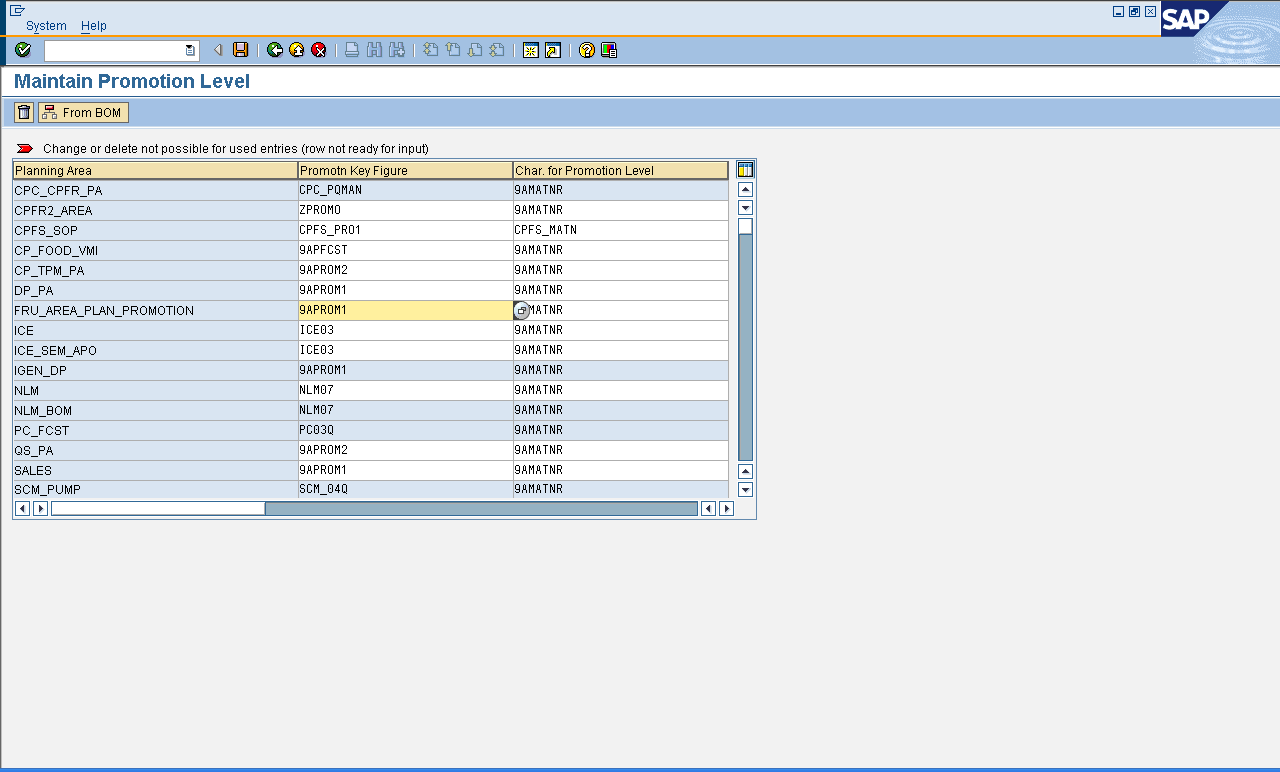 System Help
SAP
Maintain Promotion Level
From BOM
Change or delete not possible for used entries (row not ready for input)
Planning Area Promotn Key Figure Char. for Promotion Level
CPC_CPFR_PA CPC_PQMAN 9AMATNR
CPFR2_AREA ZPROMO 9AMATNR
CPFS_SOP CPFS_PRO1 CPFS_MATN
CP_FOOD_VMI 9APFCST 9AMATNR
CP_TPM_PA 9APROM2 9AMATNR
DP_PA 9APROM1 9AMATNR
FRU_AREA_PLAN_PROMOTION 9APROM1 MATNR
ICE ICE03 9AMATNR
ICE_SEM_APO ICE03 9AMATNR
IGEN_DP 9APROM1 9AMATNR
NLM NLM07 9AMATNR
NLM_BOM NLM07 9AMATNR
PC_FCST PC03Q 9AMATNR
QS_PA 9APROM2 9AMATNR
SALES 9APROM1 9AMATNR
SCM_PUMP SCM_04Q 9AMATNR